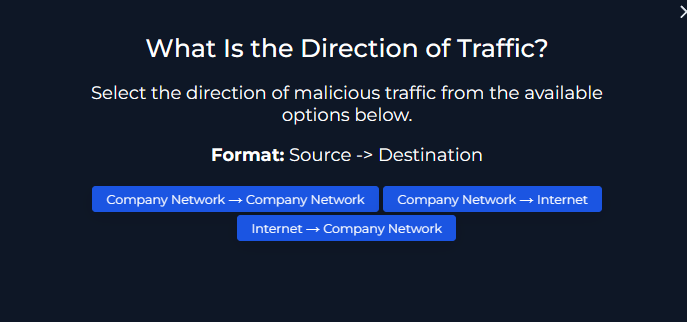 What Is the Direction of Traffic?
Select the direction of malicious traffic from the available
options below.
Format: Source -> Destination
Company Network → Company Network
Company Network → Internet
Internet → Company Network